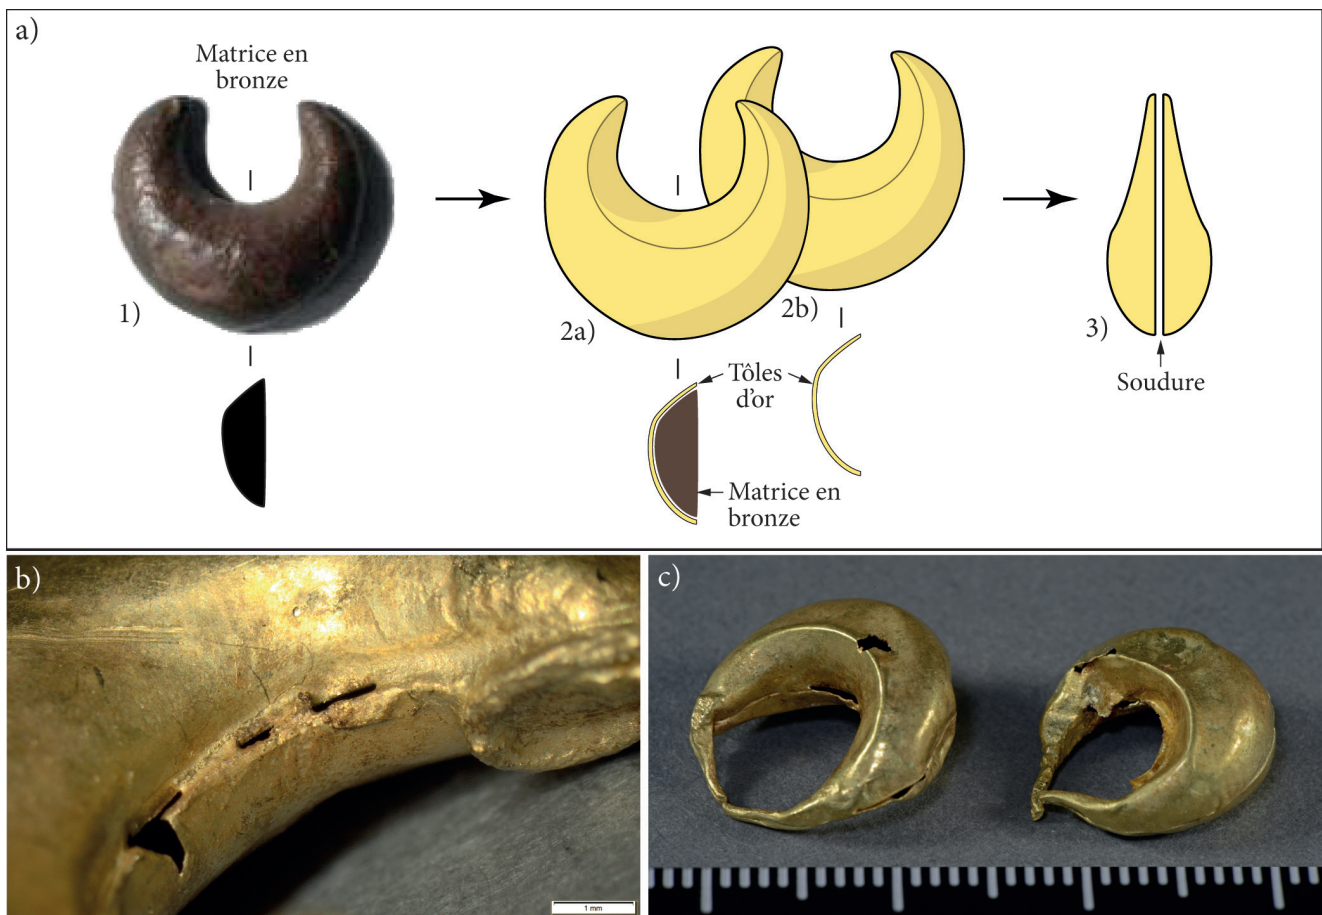 a)
Matrice en
bronze
1)
2a)
2b)
3)
Tôles
d'or
Soudure
Matrice en
bronze
b)
1 mm
c)